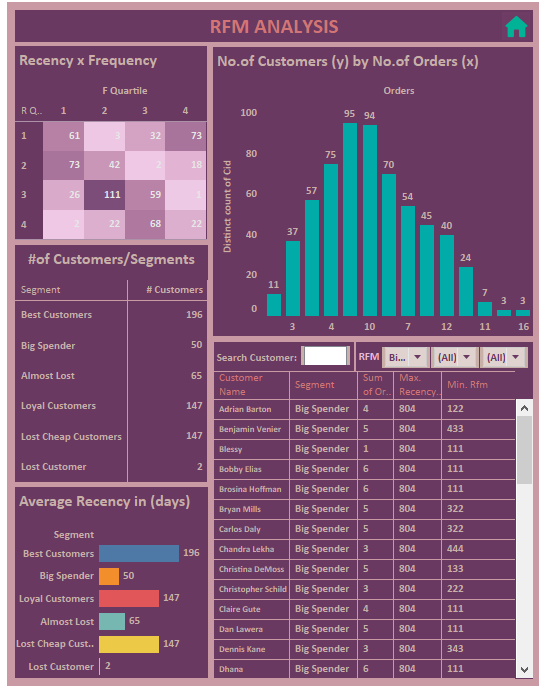 RFM ANALYSIS
Recency x Frequency
F Quartile
R Q.. 1 2 3 4
1 61 3 32 73
2 73 42 2 18
3 26 111 59 1
4 2 22 68 22
No.of Customers (y) by No.of Orders (x)
Orders
Distinct count of Cid
100
80
60
40
20
0
11 37 57 75 95 94 70 54 45 40 24 7 3 3
3 4 10 7 12 11 16
#of Customers/Segments
Segment # Customers
Best Customers 196
Big Spender 50
Almost Lost 65
Loyal Customers 147
Lost Cheap Customers 147
Lost Customer 2
Average Recency in (days)
Segment
Best Customers 196
Big Spender 50
Loyal Customers 147
Almost Lost 65
Lost Cheap Cust.. 147
Lost Customer 2
Search Customer: RFM Bi... (All) (All)
Customer Name Segment Sum of Or.. Max. Recency.. Min. Rfm
Adrian Barton Big Spender 4 804 122
Benjamin Venier Big Spender 5 804 433
Blessy Big Spender 1 804 111
Bobby Elias Big Spender 6 804 111
Brosina Hoffman Big Spender 6 804 111
Bryan Mills Big Spender 5 804 322
Carlos Daly Big Spender 5 804 322
Chandra Lekha Big Spender 3 804 444
Christina DeMoss Big Spender 5 804 133
Christopher Schild Big Spender 3 804 222
Claire Gute Big Spender 4 804 111
Dan Lawera Big Spender 5 804 111
Dennis Kane Big Spender 3 804 343
Dhana Big Spender 6 804 111